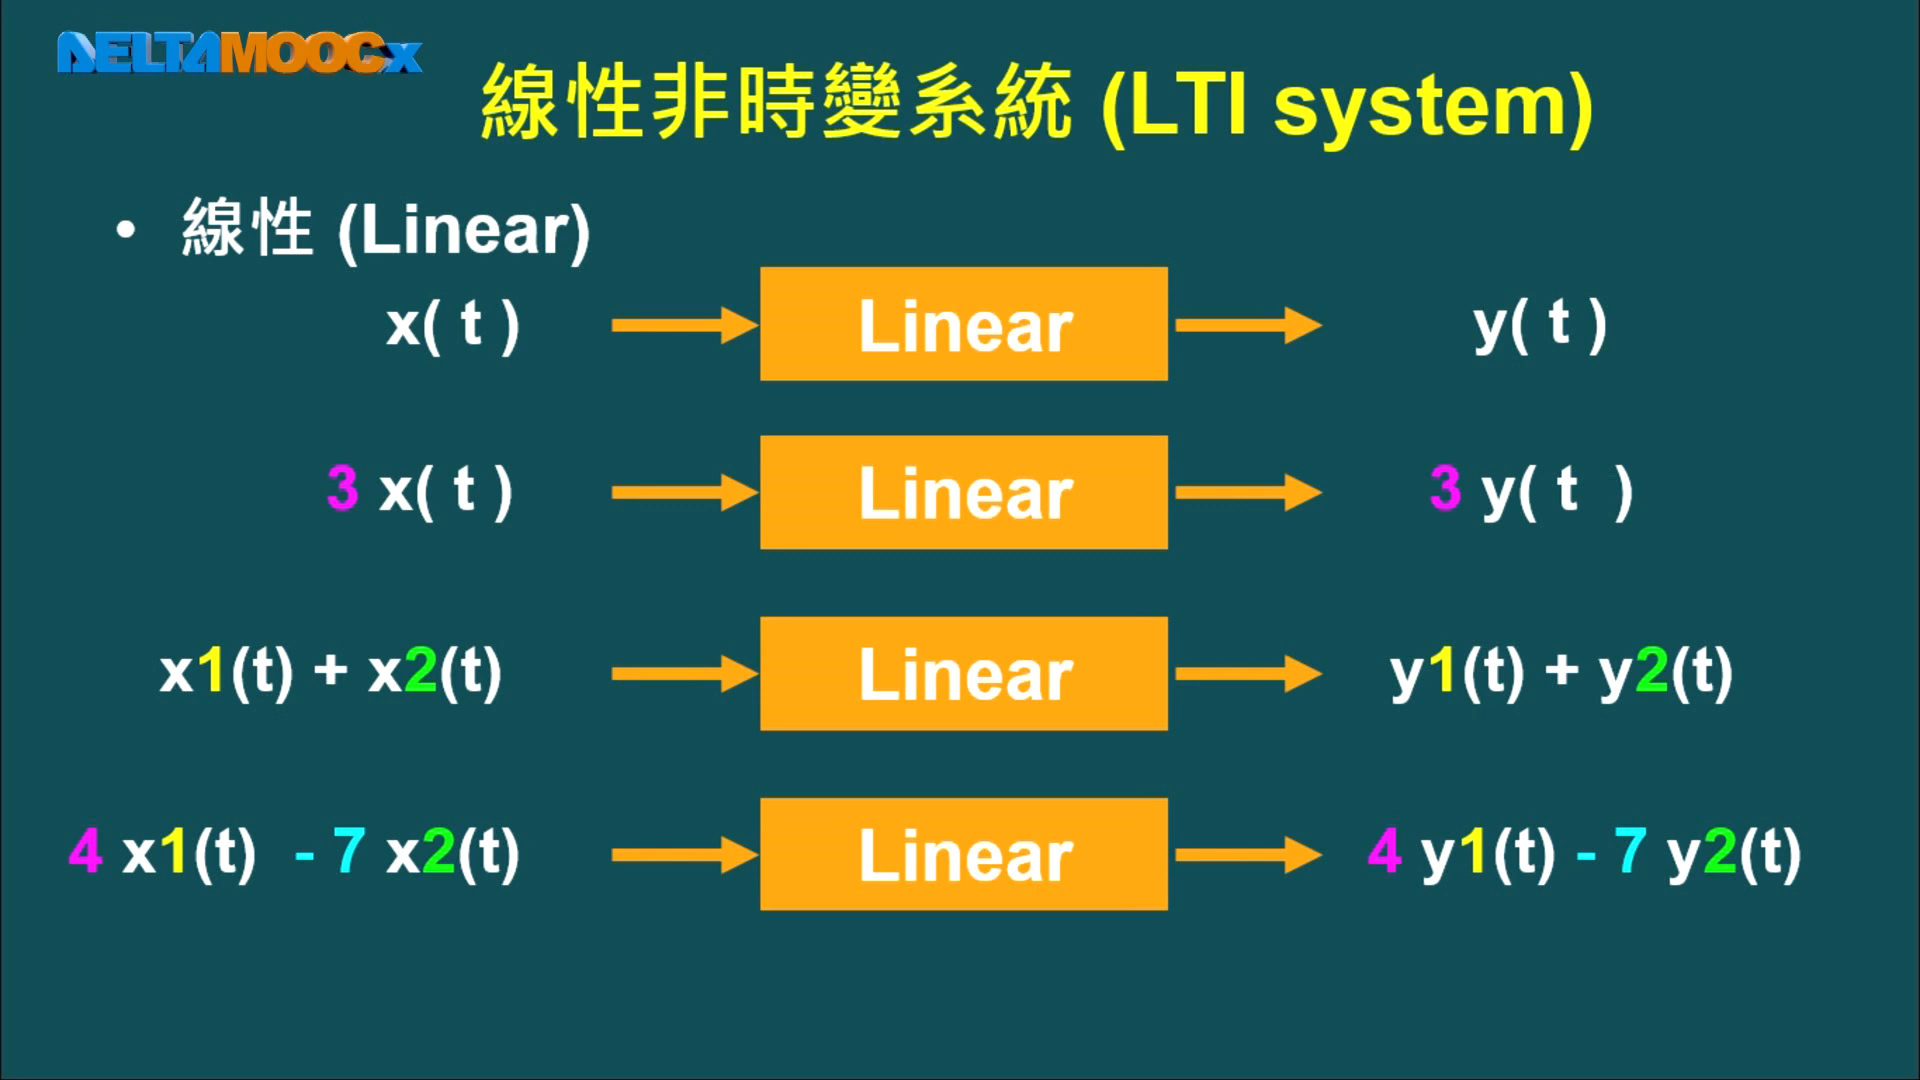 DELTAMOOCx
線性非時變系統 (LTI system)
• 線性 (Linear)
x( t ) Linear y( t )
3 x( t ) Linear 3 y( t )
x1(t) + x2(t) Linear y1(t) + y2(t)
4 x1(t) - 7 x2(t) Linear 4 y1(t) - 7 y2(t)